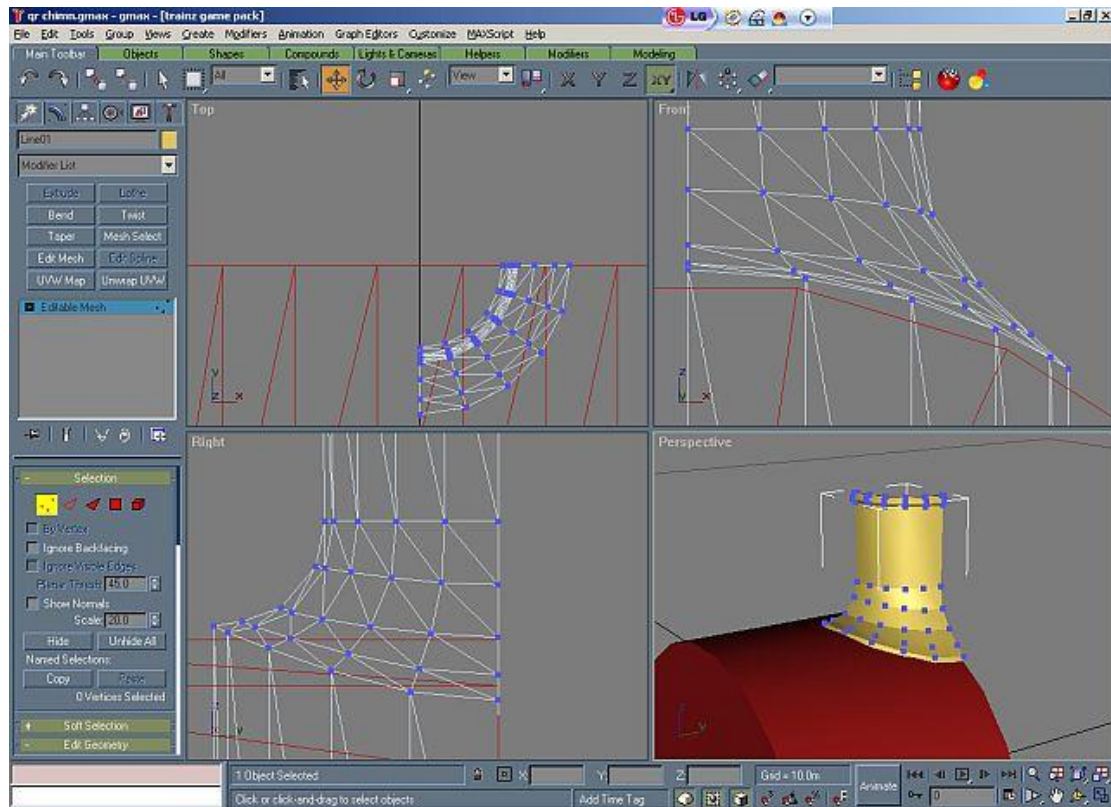 qr chimn.gmax - gmax - [trainz game pack]
LG
File Edit Tools Group Views Create Modifiers Animation Graph Editors Customize MAXScript Help
Main Toolbar Objects Shapes Compounds Lights & Cameras Helpers Modifiers Modeling
All View X Y Z XY
Line01
Modifier List
Extrude Lathe
Bend Twist
Taper Mesh Select
Edit Mesh Edit Spline
UVW Map Unwrap UVW
Editable Mesh
Top
y
z x
Front
z
y x
Right
z
x y
Perspective
z
y
Selection
By Vertex
Ignore Backfacing
Ignore Visible Edges
Planar Thresh: 45.0
Show Normals
Scale: 20.0
Hide Unhide All
Named Selections:
Copy Paste
0 Vertices Selected
+ Soft Selection
- Edit Geometry
1 Object Selected X: Y: Z: Grid = 10.0m
Click or click-and-drag to select objects Add Time Tag
Animate
0